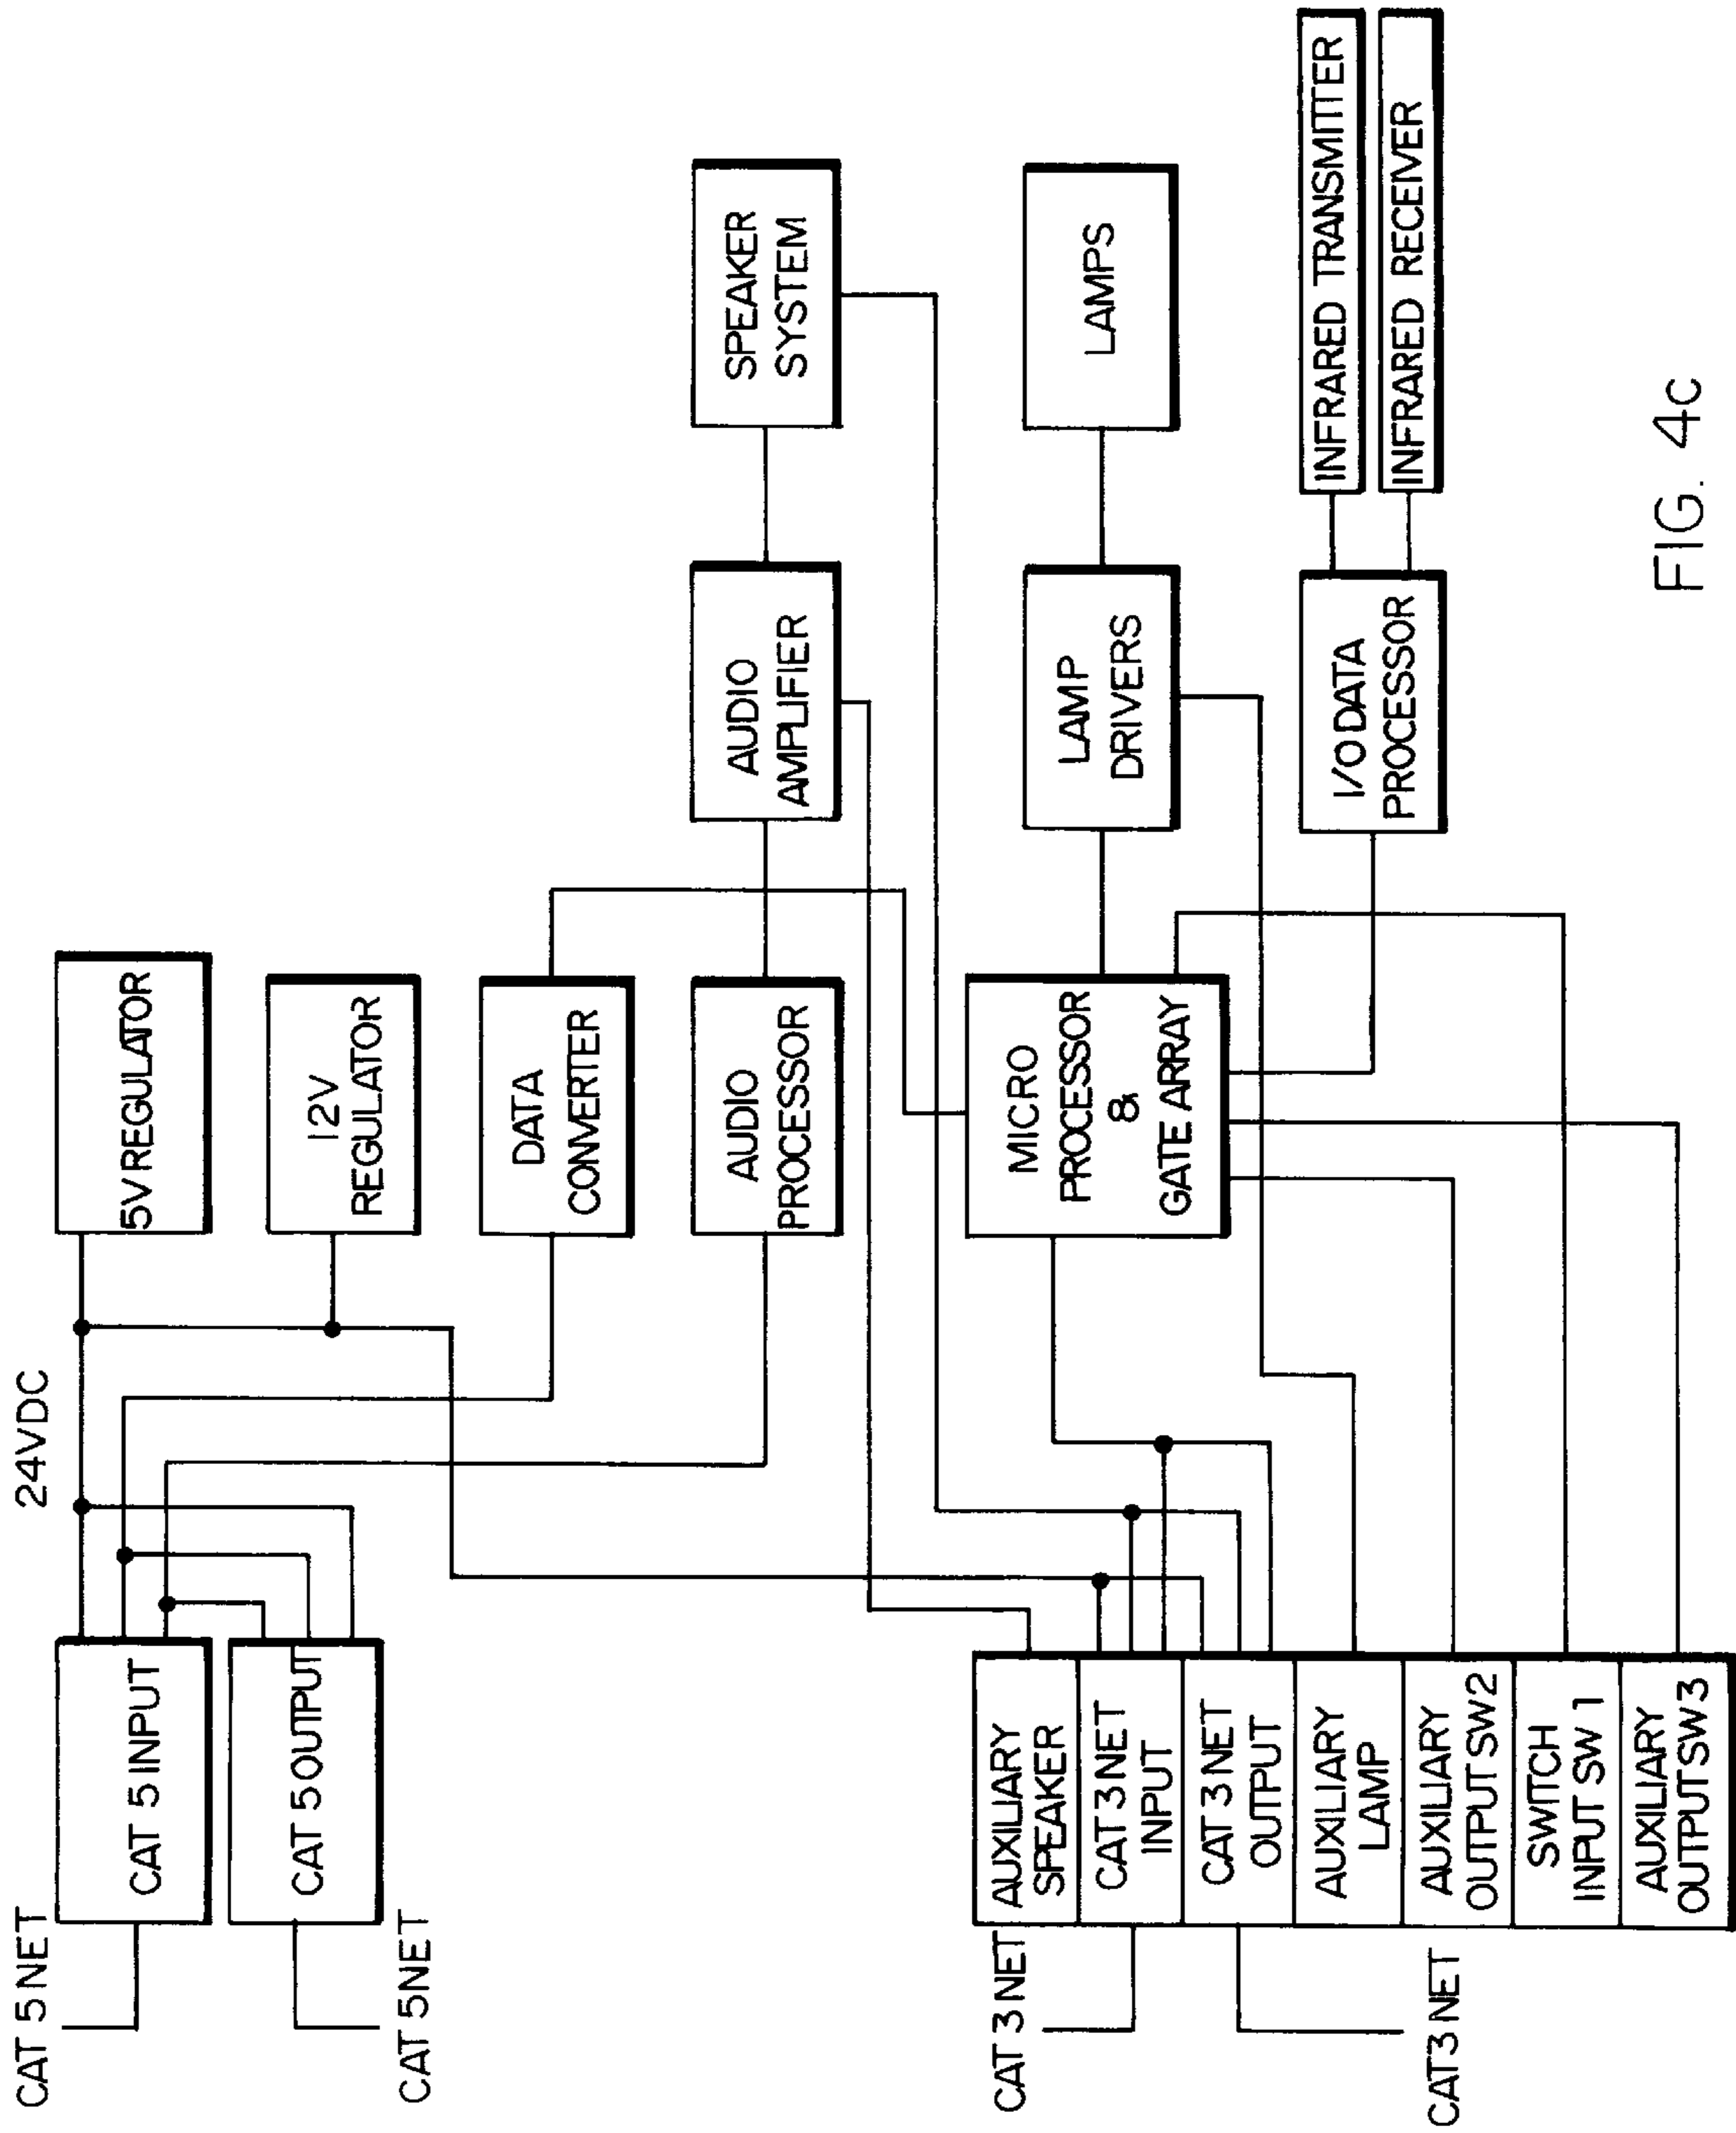 CAT 5 NET
24VDC
CAT 5 INPUT
5V REGULATOR
CAT 5 OUTPUT
CAT 5NET
12V
REGULATOR
DATA
CONVERTER
AUDIO
PROCESSOR
AUDIO
AMPLIFIER
SPEAKER
SYSTEM
CAT 3 NET
AUXILIARY
SPEAKER
CAT 3 NET
INPUT
CAT 3 NET
OUTPUT
AUXILIARY
LAMP
AUXILIARY
OUTPUT SW2
SWITCH
INPUT SW 1
AUXILIARY
OUTPUT SW 3
CAT3 NET
MICRO
PROCESSOR
&
GATE ARRAY
LAMP
DRIVERS
LAMPS
I/O DATA
PROCESSOR
INFRARED TRANSMITTER
INFRARED RECEIVER
FIG. 4c